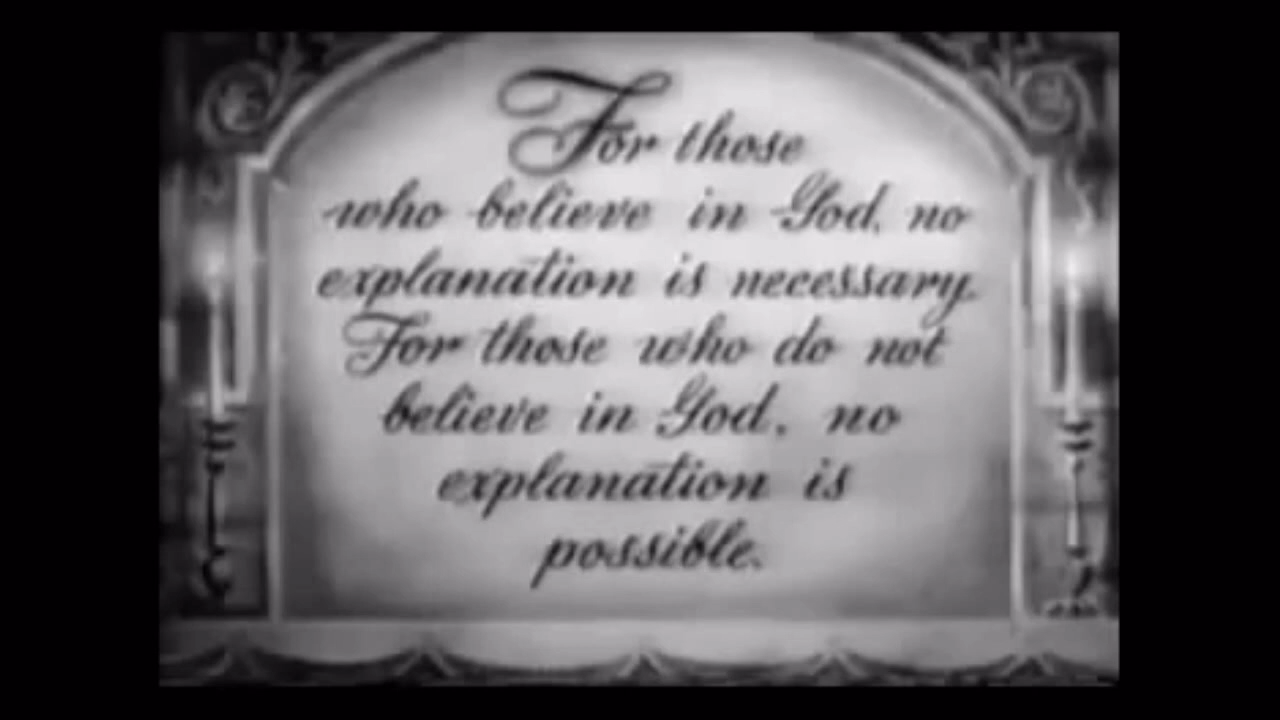 For those
who believe in God, no
explanation is necessary.
For those who do not
believe in God, no
explanation is
possible.